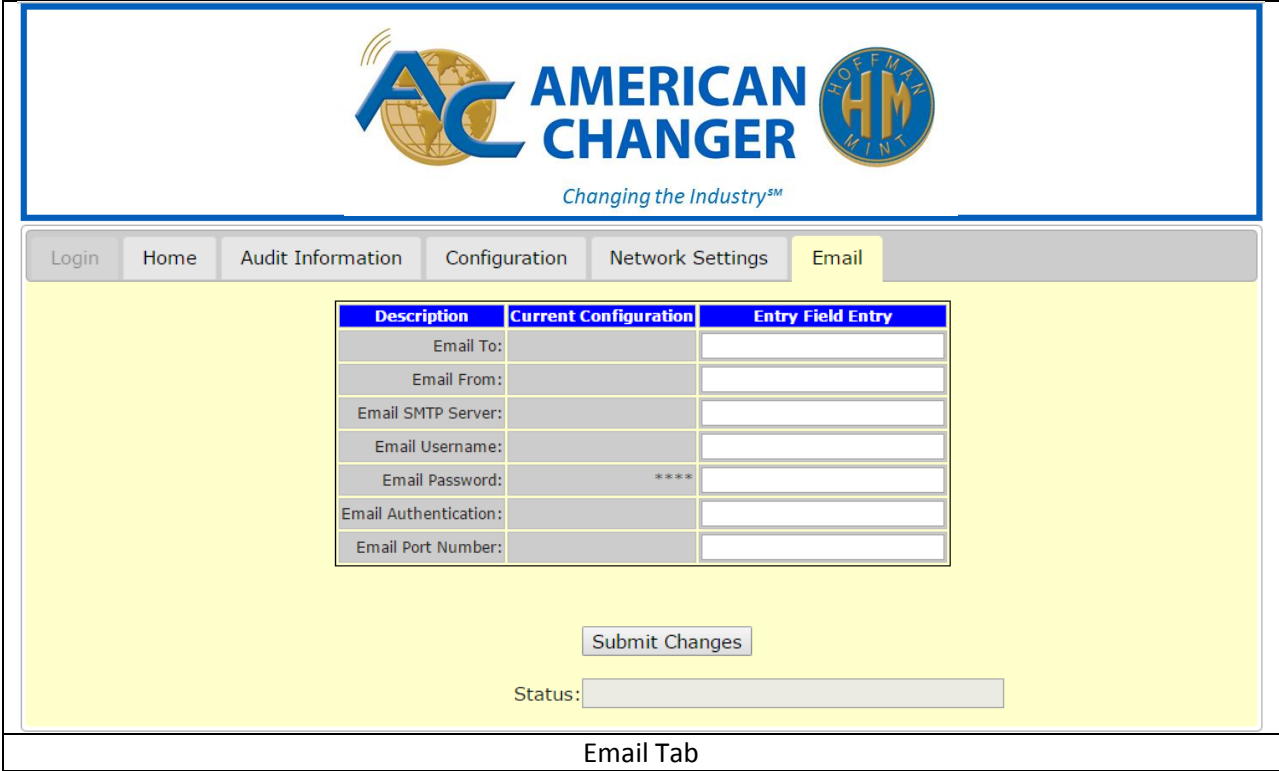 AC AMERICAN CHANGER HOFFMAN HM MINT
Changing the Industry℠
Login Home Audit Information Configuration Network Settings Email
Description Current Configuration Entry Field Entry
Email To:
Email From:
Email SMTP Server:
Email Username:
Email Password: ****
Email Authentication:
Email Port Number:
Submit Changes
Status:
Email Tab